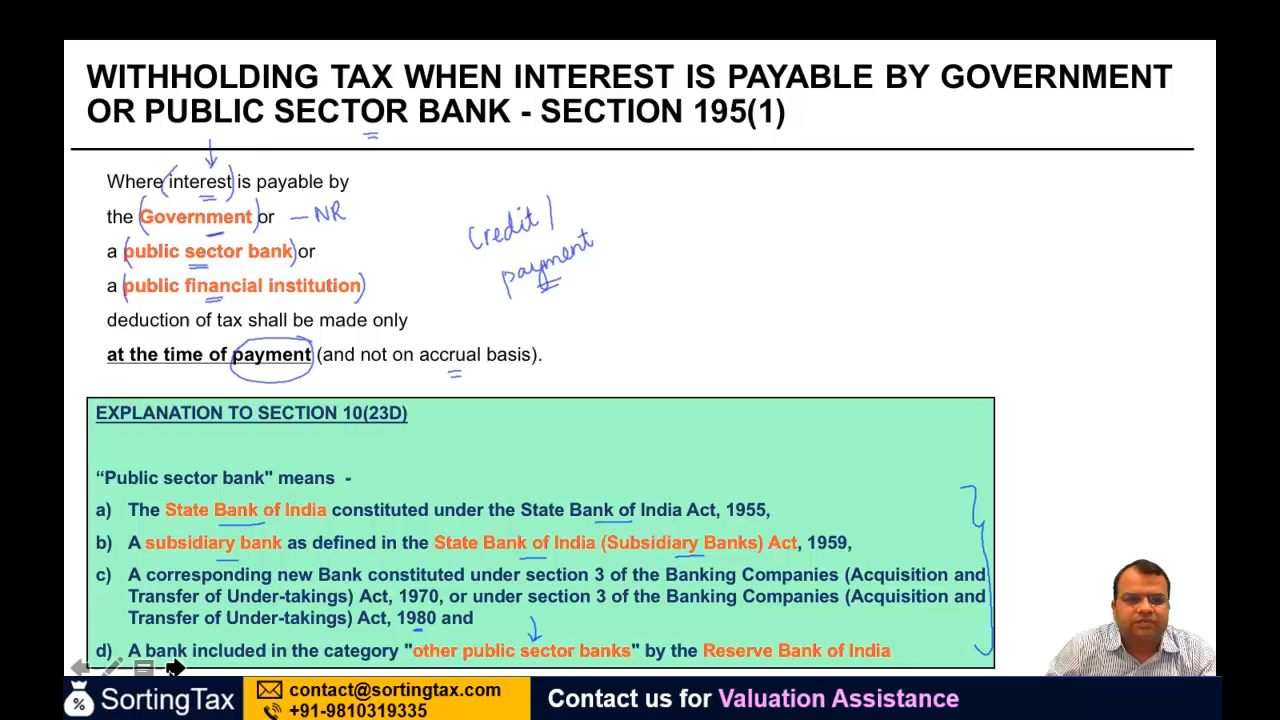 WITHHOLDING TAX WHEN INTEREST IS PAYABLE BY GOVERNMENT
OR PUBLIC SECTOR BANK - SECTION 195(1)
Where interest is payable by
the Government or - NR
a public sector bank or
a public financial institution
deduction of tax shall be made only
at the time of payment (and not on accrual basis).
Credit /
payment
EXPLANATION TO SECTION 10(23D)
“Public sector bank" means -
a) The State Bank of India constituted under the State Bank of India Act, 1955,
b) A subsidiary bank as defined in the State Bank of India (Subsidiary Banks) Act, 1959,
c) A corresponding new Bank constituted under section 3 of the Banking Companies (Acquisition and
Transfer of Under-takings) Act, 1970, or under section 3 of the Banking Companies (Acquisition and
Transfer of Under-takings) Act, 1980 and
d) A bank included in the category "other public sector banks" by the Reserve Bank of India
% SortingTax
contact@sortingtax.com
+91-9810319335
Contact us for Valuation Assistance